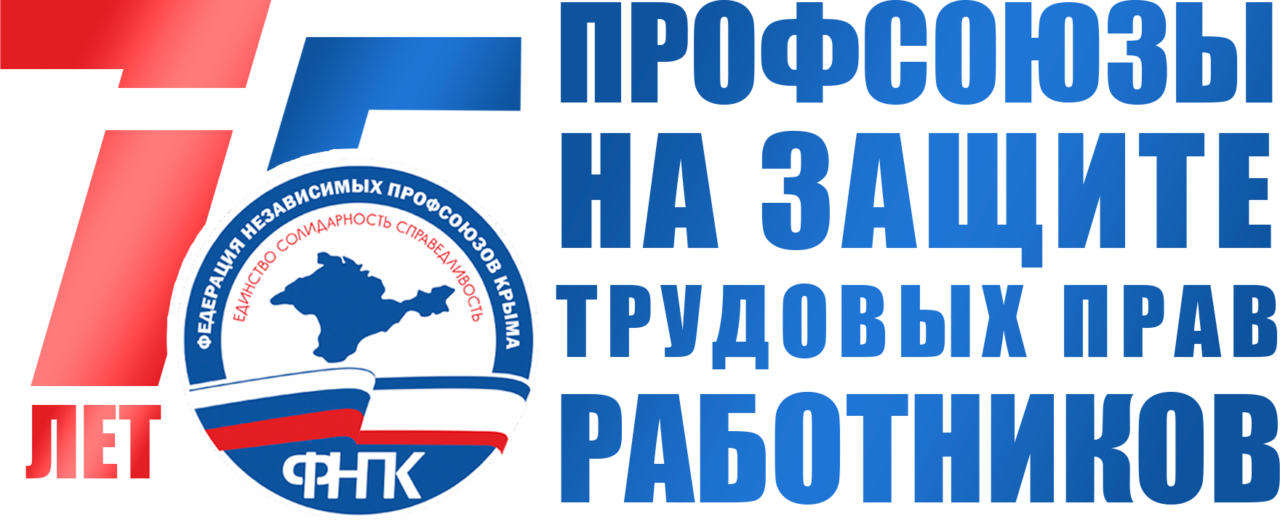 75
ЛЕТ
ФЕДЕРАЦИЯ НЕЗАВИСИМЫХ ПРОФСОЮЗОВ КРЫМА
ЕДИНСТВО СОЛИДАРНОСТЬ СПРАВЕДЛИВОСТЬ
ФНПК
ПРОФСОЮЗЫ
НА ЗАЩИТЕ
ТРУДОВЫХ ПРАВ
РАБОТНИКОВ